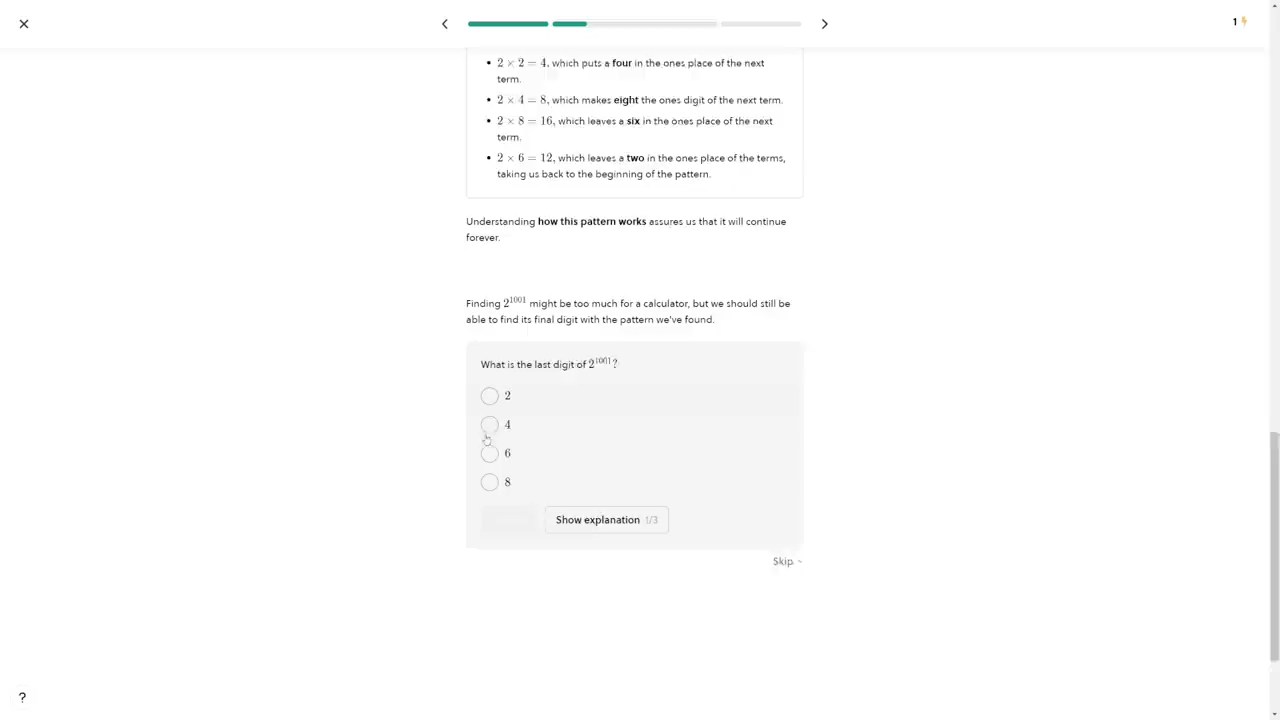 1
• 2 × 2 = 4, which puts a four in the ones place of the next
term.
• 2 × 4 = 8, which makes eight the ones digit of the next term.
• 2 × 8 = 16, which leaves a six in the ones place of the next
term.
• 2 × 6 = 12, which leaves a two in the ones place of the terms,
taking us back to the beginning of the pattern.
Understanding how this pattern works assures us that it will continue
forever.
Finding 2^1001 might be too much for a calculator, but we should still be
able to find its final digit with the pattern we've found.
What is the last digit of 2^1001?
2
4
6
8
Show explanation 1/3
Skip
?